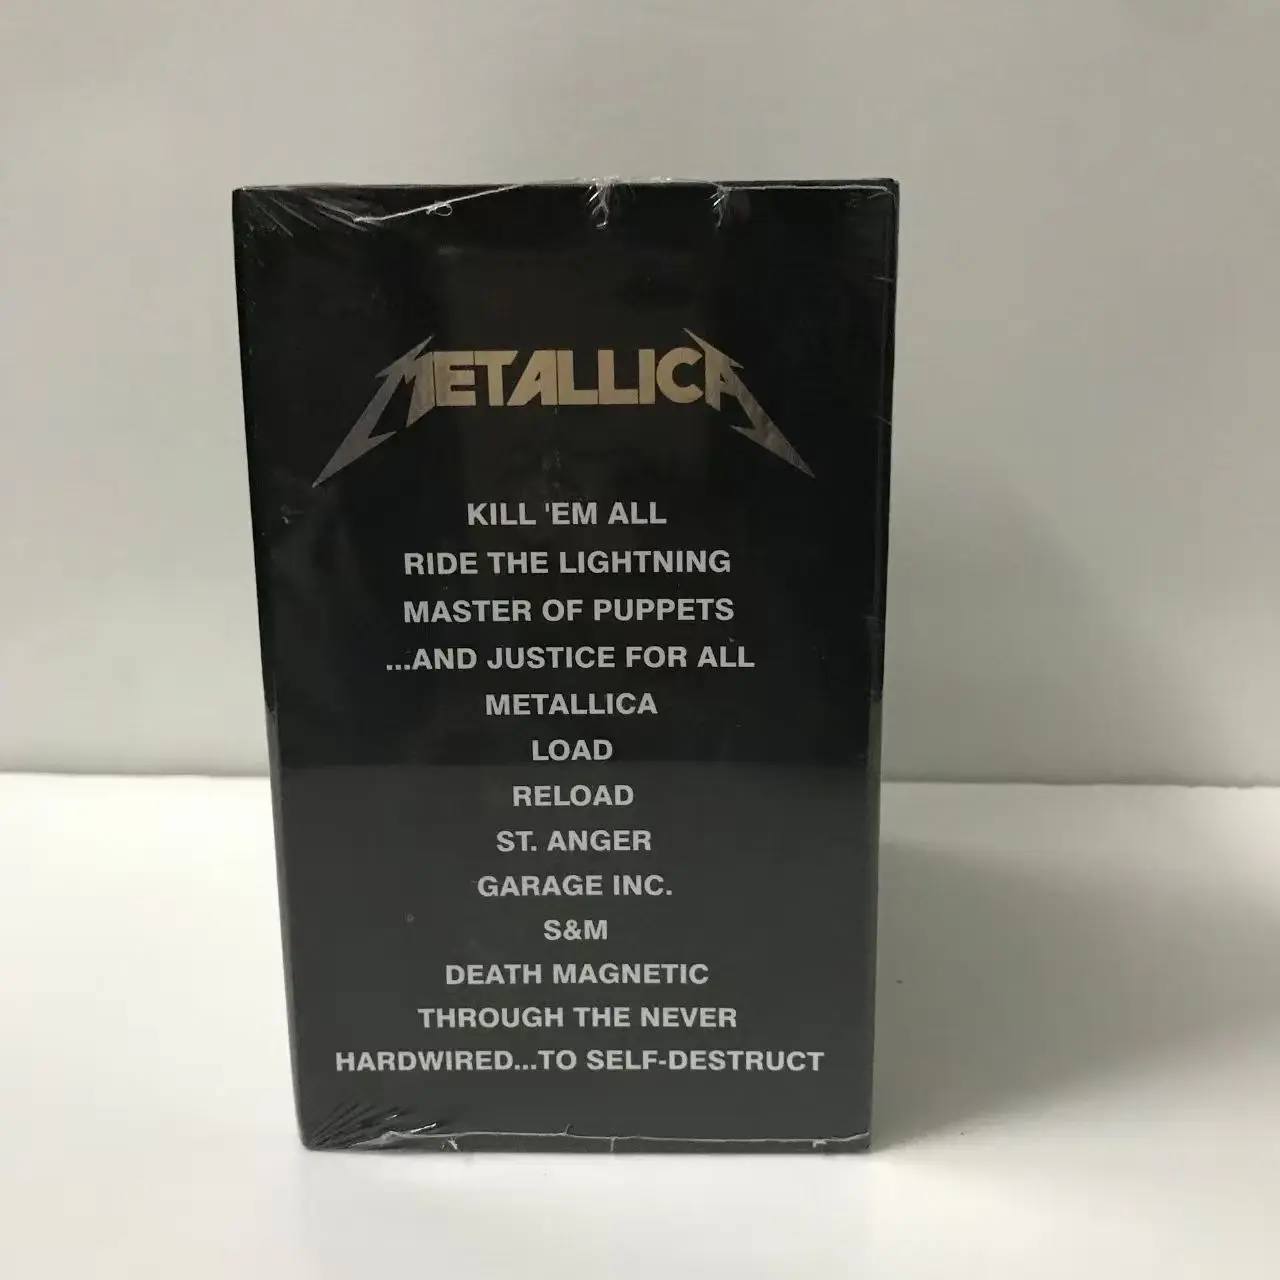 METALLICA
KILL 'EM ALL
RIDE THE LIGHTNING
MASTER OF PUPPETS
...AND JUSTICE FOR ALL
METALLICA
LOAD
RELOAD
ST. ANGER
GARAGE INC.
S&M
DEATH MAGNETIC
THROUGH THE NEVER
HARDWIRED...TO SELF-DESTRUCT